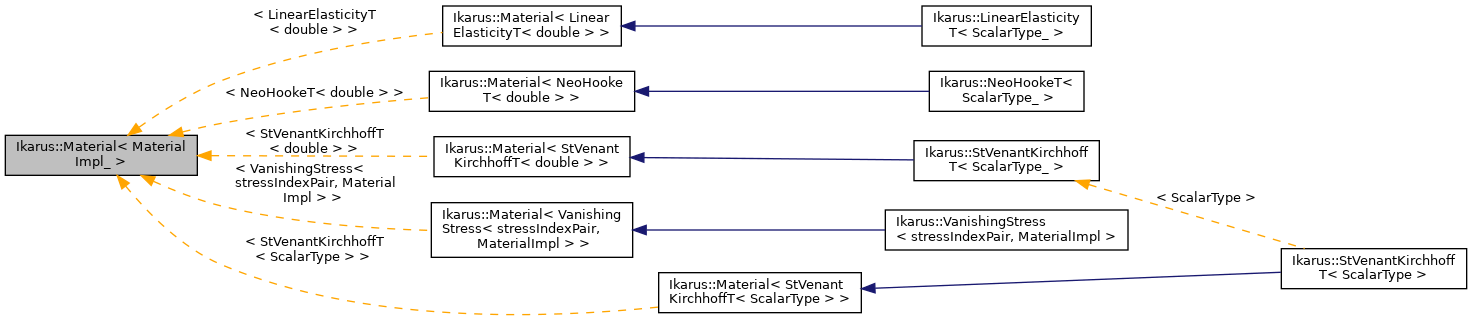 < LinearElasticityT
< double > >
Ikarus::Material< Linear
ElasticityT< double > >
Ikarus::LinearElasticity
T< ScalarType_ >
< NeoHookeT< double > >
Ikarus::Material< NeoHooke
T< double > >
Ikarus::NeoHookeT<
ScalarType_ >
Ikarus::Material< Material
Impl_ >
< StVenantKirchhoffT
< double > >
Ikarus::Material< StVenant
KirchhoffT< double > >
Ikarus::StVenantKirchhoff
T< ScalarType_ >
< VanishingStress<
stressIndexPair, Material
Impl > >
Ikarus::Material< Vanishing
Stress< stressIndexPair,
MaterialImpl > >
Ikarus::VanishingStress
< stressIndexPair, MaterialImpl >
< ScalarType >
< StVenantKirchhoffT
< ScalarType > >
Ikarus::Material< StVenant
KirchhoffT< ScalarType > >
Ikarus::StVenantKirchhoff
T< ScalarType >